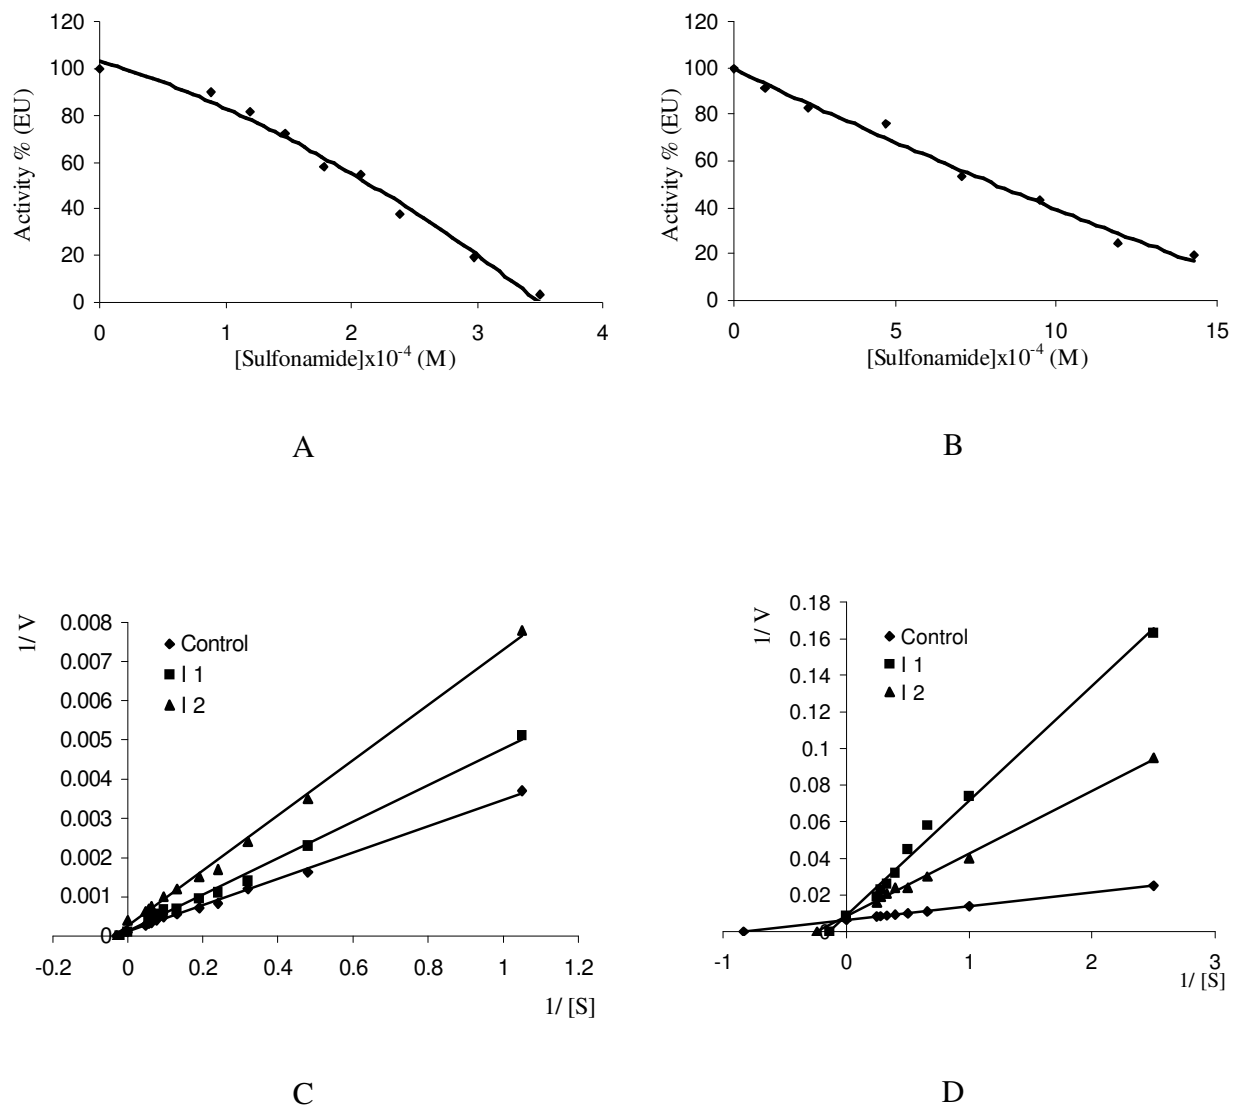 120
100
80
60
40
20
0
Activity % (EU)
0 1 2 3 4
[Sulfonamide]x10⁻⁴ (M)
A
120
100
80
60
40
20
0
Activity % (EU)
0 5 10 15
[Sulfonamide]x10⁻⁴ (M)
B
1/ V
0.008
0.007
0.006
0.005
0.004
0.003
0.002
0.001
0
Control
I 1
I 2
-0.2 0 0.2 0.4 0.6 0.8 1 1.2
1/ [S]
C
1/ V
0.18
0.16
0.14
0.12
0.1
0.08
0.06
0.04
0.02
0
Control
I 1
I 2
-1 0 1 2 3
1/ [S]
D